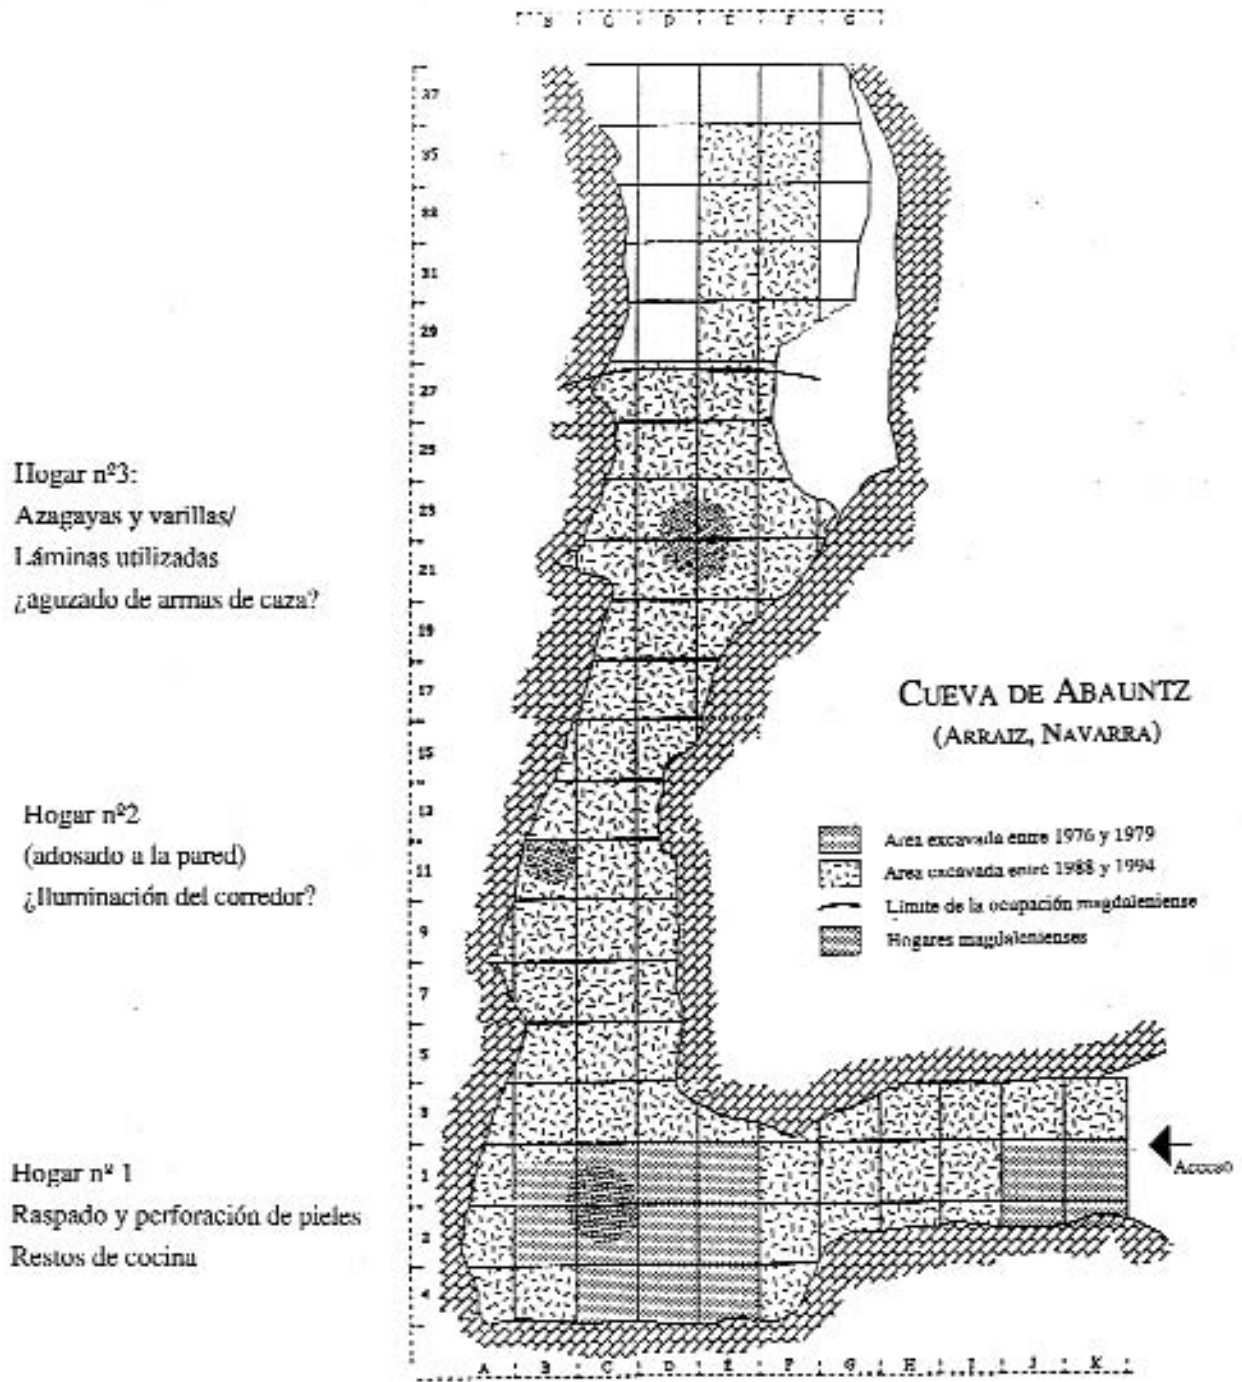 B C D E F G
37
35
33
31
29
27
25
23
21
19
17
15
13
11
9
7
5
3
1
2
4
Hogar nº3:
Azagayas y varillas/
Láminas utilizadas
¿aguzado de armas de caza?
Hogar nº2
(adosado a la pared)
¿Iluminación del corredor?
Hogar nº 1
Raspado y perforación de pieles
Restos de cocina
CUEVA DE ABAUNTZ
(ARRAIZ, NAVARRA)
Area excavada entre 1976 y 1979
Area excavada entre 1988 y 1994
Límite de la ocupación magdaleniense
Hogares magdalenienses
Acceso
A B C D E F G H I J K